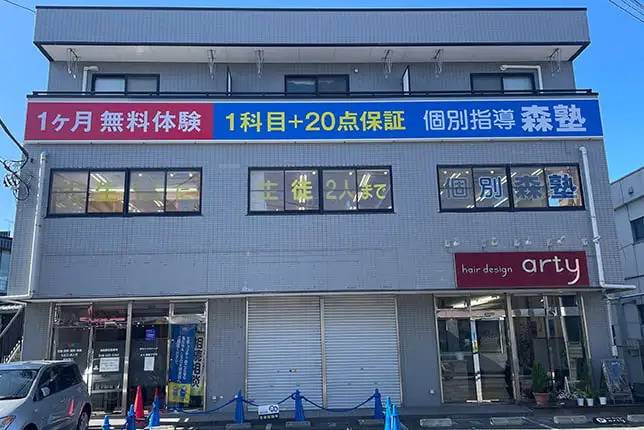 1ヶ月 無料体験 1科目+20点保証 個別指導 森塾
生徒 2人まで 個別 森塾
hair design arty